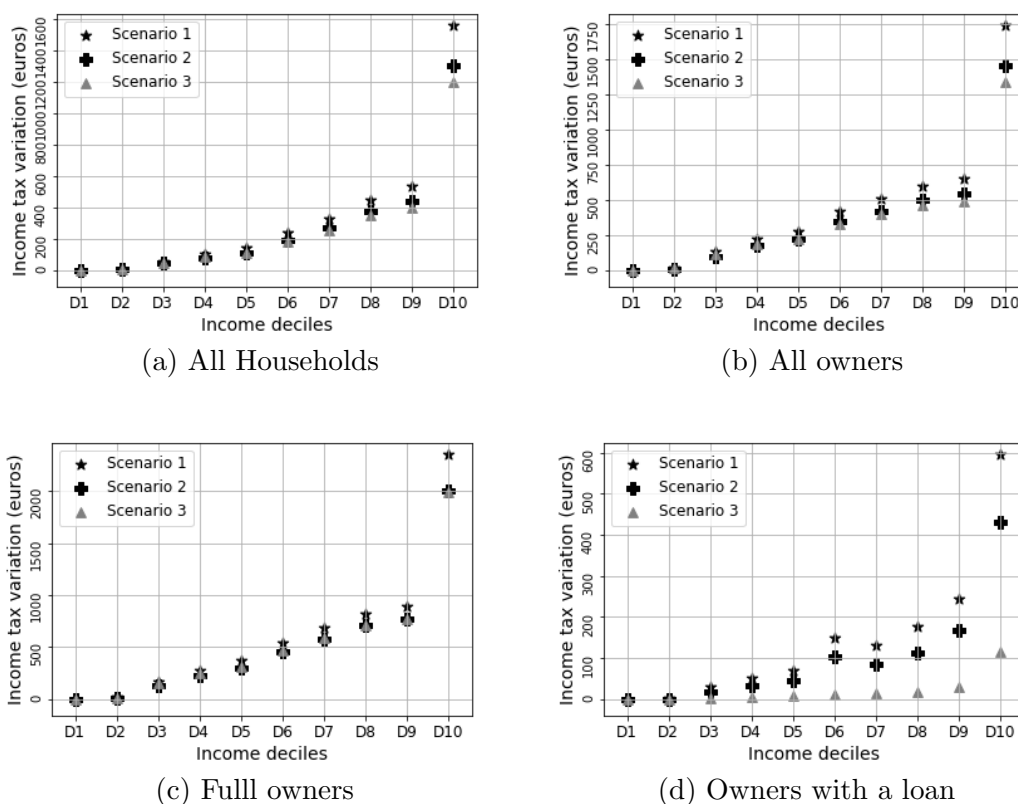 Income tax variation (euros)
0 200 400 600 800 1000 1200 1400 1600
Scenario 1
Scenario 2
Scenario 3
D1 D2 D3 D4 D5 D6 D7 D8 D9 D10
Income deciles
(a) All Households
Income tax variation (euros)
0 250 500 750 1000 1250 1500 1750
Scenario 1
Scenario 2
Scenario 3
D1 D2 D3 D4 D5 D6 D7 D8 D9 D10
Income deciles
(b) All owners
Income tax variation (euros)
0 500 1000 1500 2000
Scenario 1
Scenario 2
Scenario 3
D1 D2 D3 D4 D5 D6 D7 D8 D9 D10
Income deciles
(c) Fulll owners
Income tax variation (euros)
0 100 200 300 400 500 600
Scenario 1
Scenario 2
Scenario 3
D1 D2 D3 D4 D5 D6 D7 D8 D9 D10
Income deciles
(d) Owners with a loan